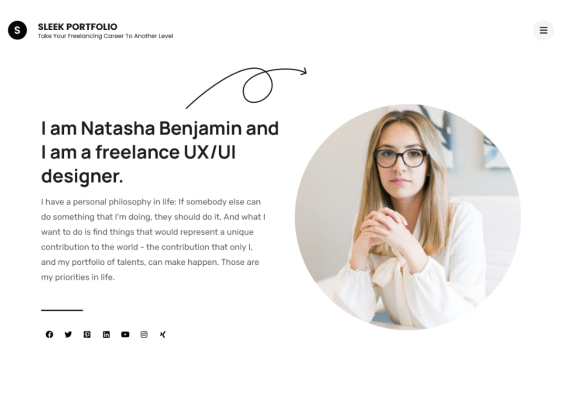 S
SLEEK PORTFOLIO
Take Your Freelancing Career To Another Level
I am Natasha Benjamin and
I am a freelance UX/UI
designer.
I have a personal philosophy in life: If somebody else can
do something that I'm doing, they should do it. And what I
want to do is find things that would represent a unique
contribution to the world - the contribution that only I,
and my portfolio of talents, can make happen. Those are
my priorities in life.